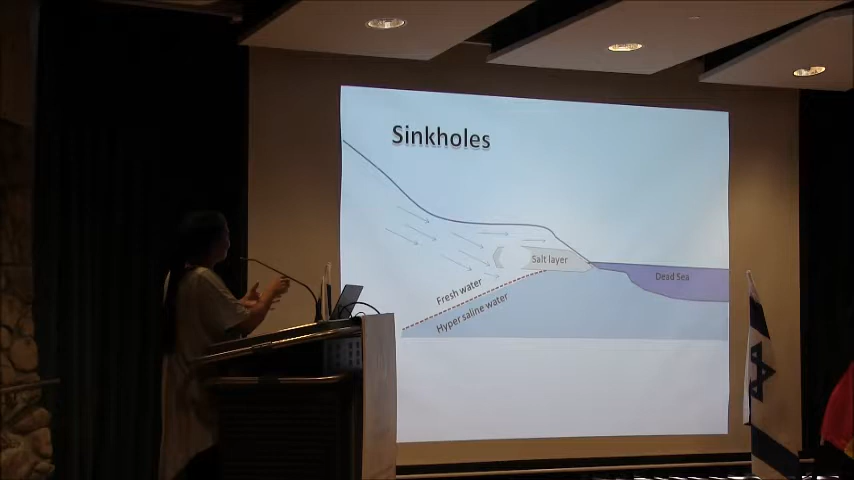 Sinkholes
Salt layer
Dead Sea
Fresh water
Hyper saline water